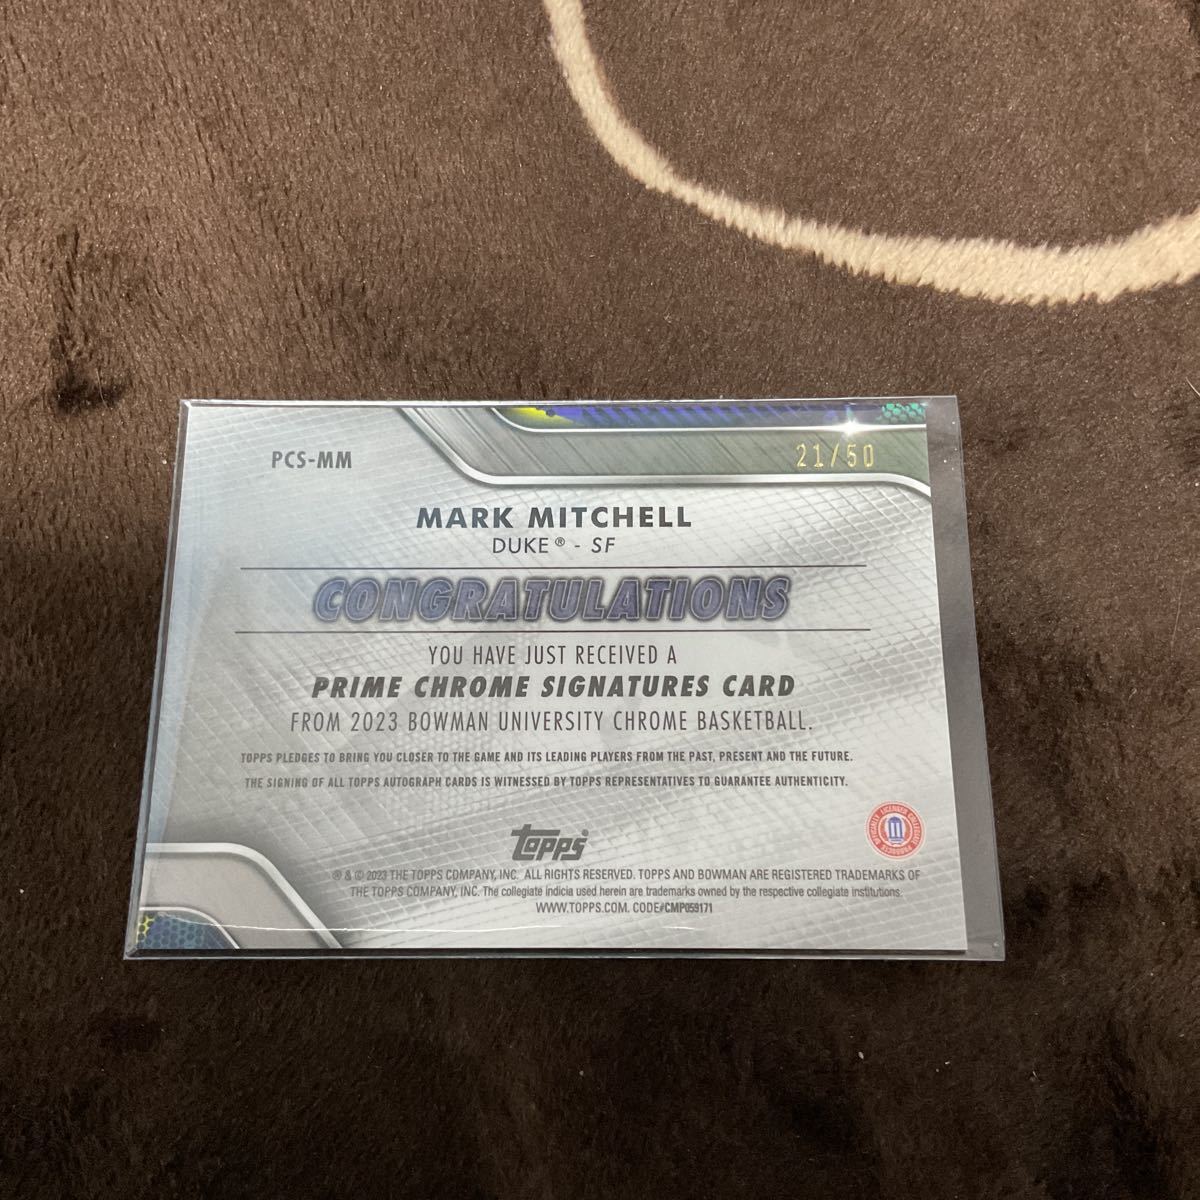 PCS-MM
21/50
MARK MITCHELL
DUKE® - SF
CONGRATULATIONS
YOU HAVE JUST RECEIVED A
PRIME CHROME SIGNATURES CARD
FROM 2023 BOWMAN UNIVERSITY CHROME BASKETBALL.
TOPPS PLEDGES TO BRING YOU CLOSER TO THE GAME AND ITS LEADING PLAYERS FROM THE PAST, PRESENT AND THE FUTURE.
THE SIGNING OF ALL TOPPS AUTOGRAPH CARDS IS WITNESSED BY TOPPS REPRESENTATIVES TO GUARANTEE AUTHENTICITY.
OFFICIALLY LICENSED COLLEGIATE PRODUCTS
topps
® & © 2023 THE TOPPS COMPANY, INC. ALL RIGHTS RESERVED. TOPPS AND BOWMAN ARE REGISTERED TRADEMARKS OF
THE TOPPS COMPANY, INC. The collegiate indicia used herein are trademarks owned by the respective collegiate institutions.
WWW.TOPPS.COM. CODE#CMP059171